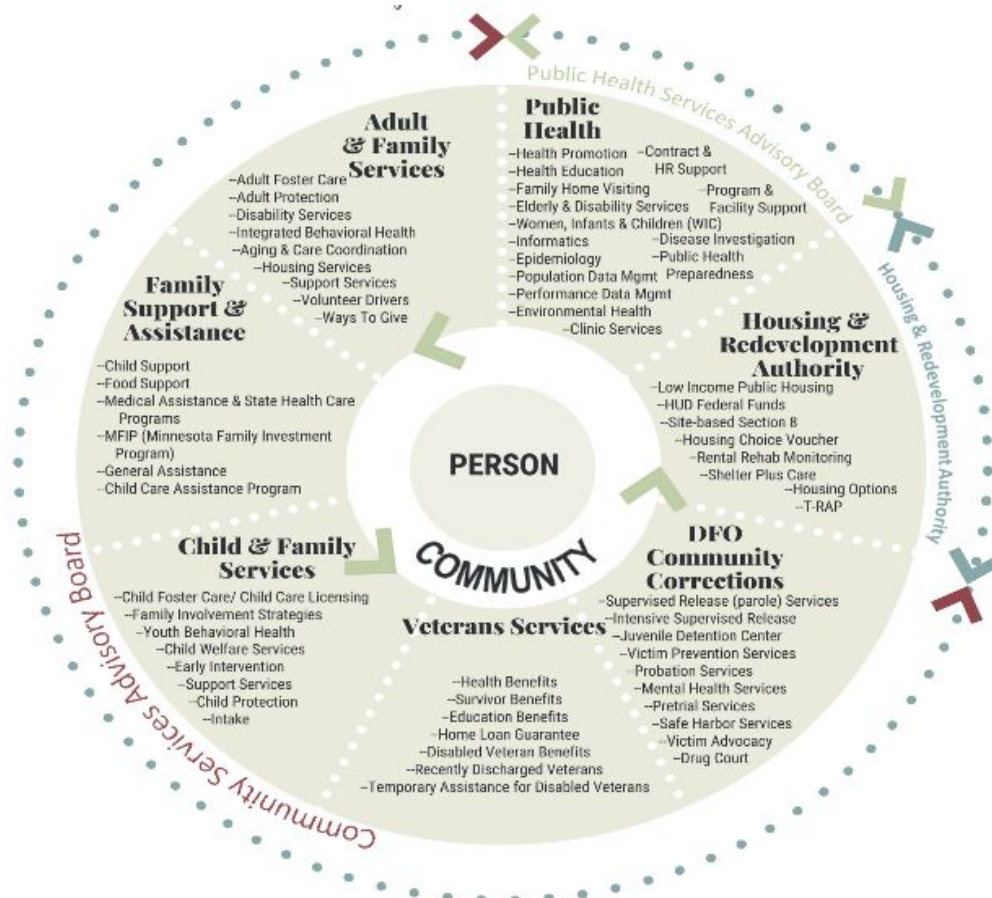 Public Health Services Advisory Board
Housing & Redevelopment Authority
Community Services Advisory Board
Public
Health
--Health Promotion
--Health Education
--Family Home Visiting
--Elderly & Disability Services
--Women, Infants & Children (WIC)
--Informatics
--Epidemiology
--Population Data Mgmt
--Performance Data Mgmt
--Environmental Health
--Clinic Services
--Contract &
HR Support
--Program &
Facility Support
--Disease Investigation
--Public Health
Preparedness
Housing &
Redevelopment
Authority
--Low Income Public Housing
--HUD Federal Funds
--Site-based Section 8
--Housing Choice Voucher
--Rental Rehab Monitoring
--Shelter Plus Care
--Housing Options
--T-RAP
DFO
Community
Corrections
--Supervised Release (parole) Services
--Intensive Supervised Release
--Juvenile Detention Center
--Victim Prevention Services
--Probation Services
--Mental Health Services
--Pretrial Services
--Safe Harbor Services
--Victim Advocacy
--Drug Court
Veterans Services
--Health Benefits
--Survivor Benefits
--Education Benefits
--Home Loan Guarantee
--Disabled Veteran Benefits
--Recently Discharged Veterans
--Temporary Assistance for Disabled Veterans
Child & Family
Services
--Child Foster Care/ Child Care Licensing
--Family Involvement Strategies
--Youth Behavioral Health
--Child Welfare Services
--Early Intervention
--Support Services
--Child Protection
--Intake
Family
Support &
Assistance
--Child Support
--Food Support
--Medical Assistance & State Health Care
Programs
--MFIP (Minnesota Family Investment
Program)
--General Assistance
--Child Care Assistance Program
Adult
& Family
Services
--Adult Foster Care
--Adult Protection
--Disability Services
--Integrated Behavioral Health
--Aging & Care Coordination
--Housing Services
--Support Services
--Volunteer Drivers
--Ways To Give
PERSON
COMMUNITY